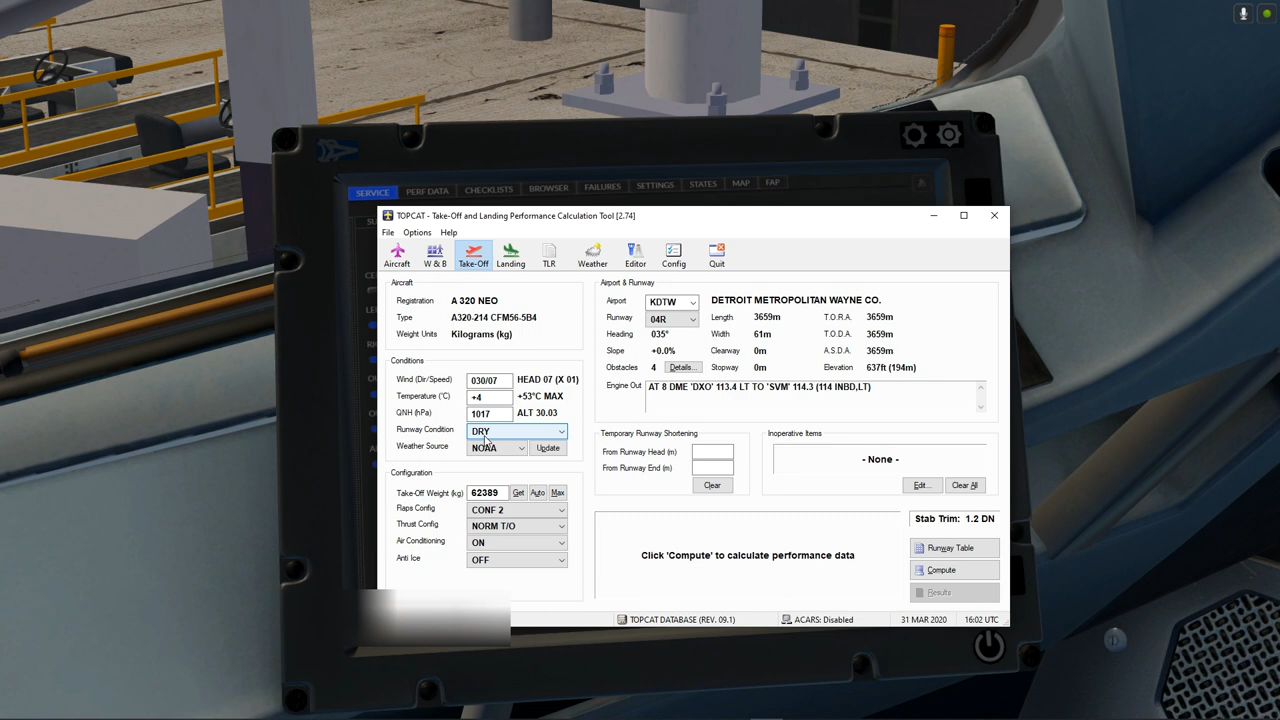 SERVICE PERF DATA CHECKLISTS BROWSER FAILURES SETTINGS STATES MAP FAP
TOPCAT - Take-Off and Landing Performance Calculation Tool [2.74]
File Options Help
Aircraft W & B Take-Off Landing TLR Weather Editor Config Quit
Aircraft
Registration A 320 NEO
Type A320-214 CFM56-5B4
Weight Units Kilograms (kg)
Conditions
Wind (Dir/Speed) 030/07 HEAD 07 (X 01)
Temperature (°C) +4 +53°C MAX
QNH (hPa) 1017 ALT 30.03
Runway Condition DRY
Weather Source NOAA Update
Configuration
Take-Off Weight (kg) 62389 Get Auto Max
Flaps Config CONF 2
Thrust Config NORM T/O
Air Conditioning ON
Anti Ice OFF
Airport & Runway
Airport KDTW DETROIT METROPOLITAN WAYNE CO.
Runway 04R Length 3659m T.O.R.A. 3659m
Heading 035° Width 61m T.O.D.A. 3659m
Slope +0.0% Clearway 0m A.S.D.A. 3659m
Obstacles 4 Details... Stopway 0m Elevation 637ft (194m)
Engine Out AT 8 DME 'DXO' 113.4 LT TO 'SVM' 114.3 (114 INBD,LT)
Temporary Runway Shortening
From Runway Head (m)
From Runway End (m)
Clear
Inoperative Items
- None -
Edit... Clear All
Click 'Compute' to calculate performance data
Stab Trim: 1.2 DN
Runway Table
Compute
Results
TOPCAT DATABASE (REV. 09.1) ACARS: Disabled 31 MAR 2020 16:02 UTC